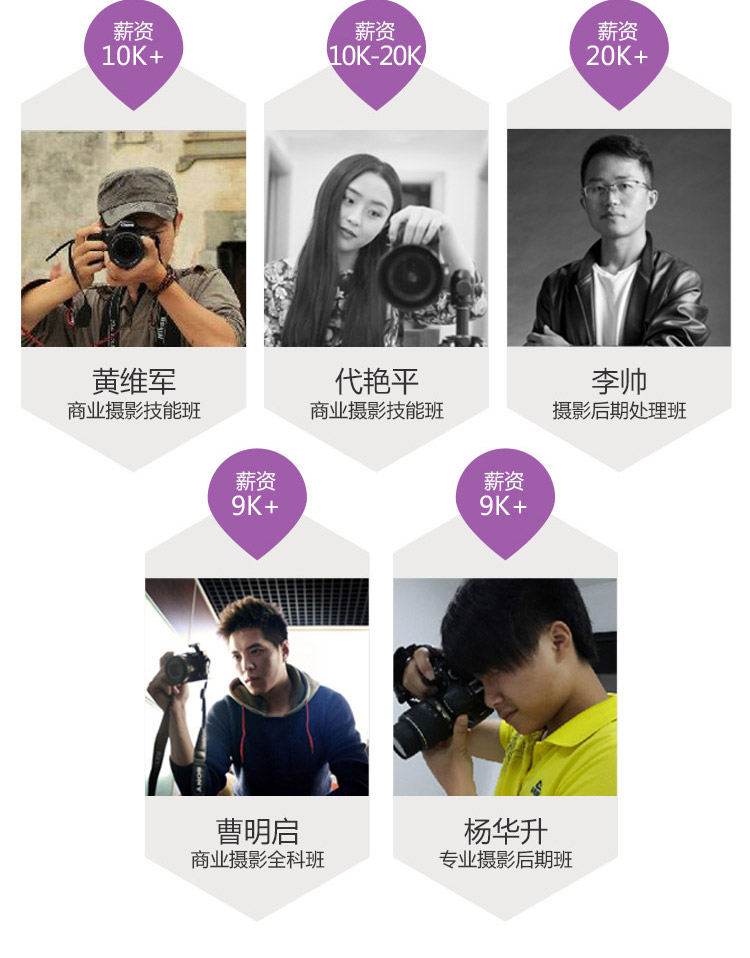 薪资
10K+
薪资
10K-20K
薪资
20K+
黄维军
商业摄影技能班
代艳平
商业摄影技能班
李帅
摄影后期处理班
薪资
9K+
薪资
9K+
SONY
曹明启
商业摄影全科班
杨华升
专业摄影后期班